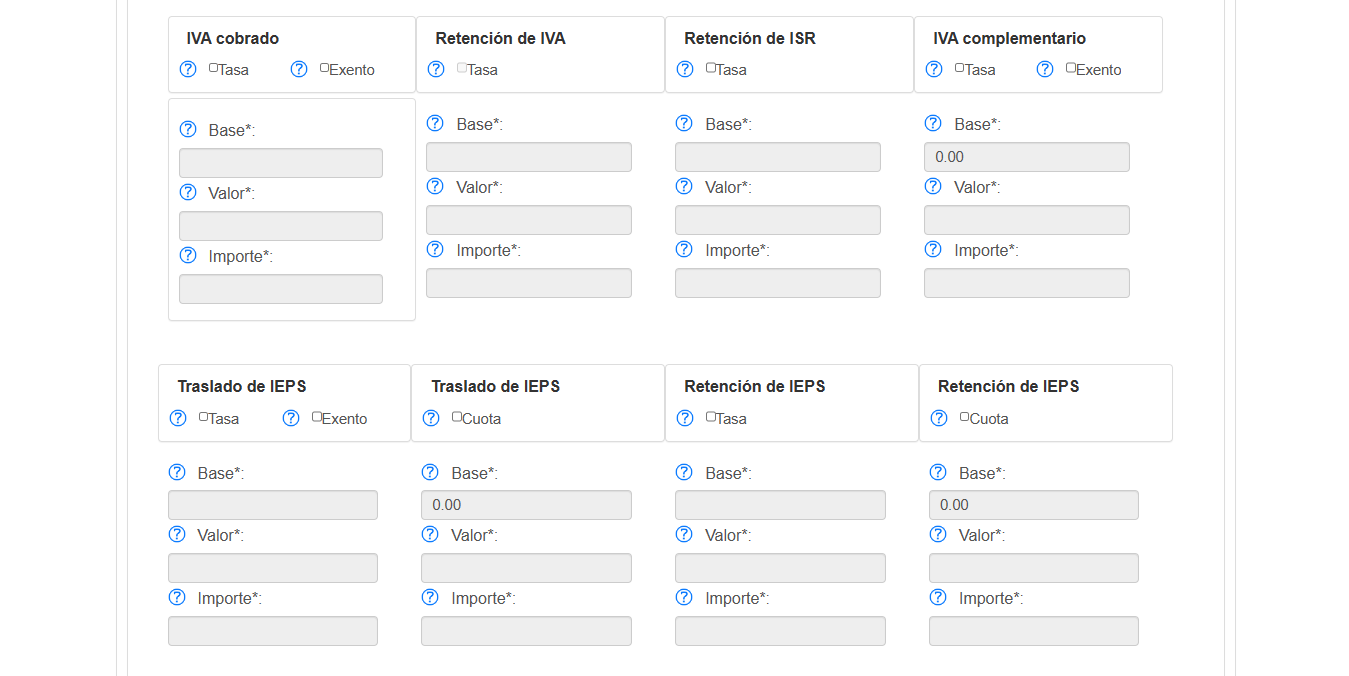 IVA cobrado Retención de IVA Retención de ISR IVA complementario
? Tasa ? Exento ? Tasa ? Tasa ? Tasa ? Exento
? Base*: ? Base*: ? Base*: ? Base*:
0.00
? Valor*: ? Valor*: ? Valor*: ? Valor*:
? Importe*: ? Importe*: ? Importe*: ? Importe*:
Traslado de IEPS Traslado de IEPS Retención de IEPS Retención de IEPS
? Tasa ? Exento ? Cuota ? Tasa ? Cuota
? Base*: ? Base*: ? Base*: ? Base*:
0.00 0.00
? Valor*: ? Valor*: ? Valor*: ? Valor*:
? Importe*: ? Importe*: ? Importe*: ? Importe*: